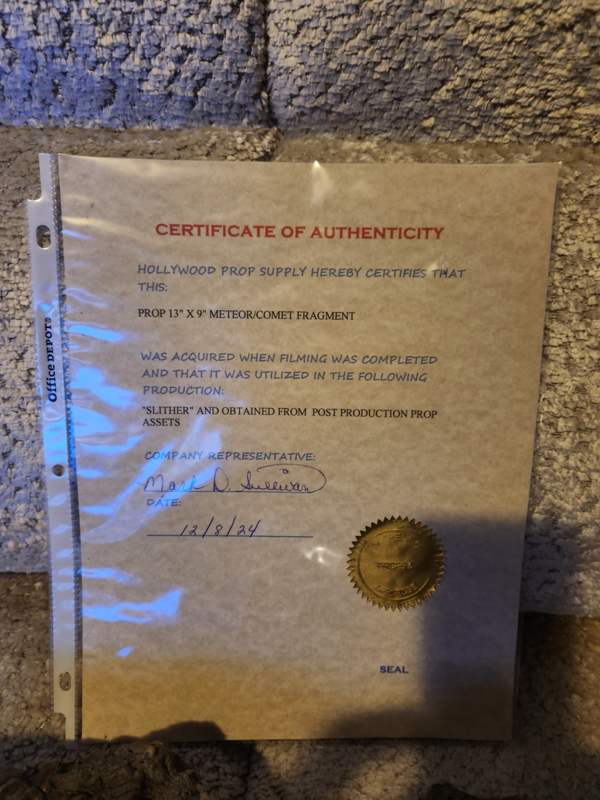 CERTIFICATE OF AUTHENTICITY
HOLLYWOOD PROP SUPPLY HEREBY CERTIFIES THAT
THIS:
PROP 13" X 9" METEOR/COMET FRAGMENT
WAS ACQUIRED WHEN FILMING WAS COMPLETED
AND THAT IT WAS UTILIZED IN THE FOLLOWING
PRODUCTION:
"SLITHER" AND OBTAINED FROM POST PRODUCTION PROP
ASSETS
COMPANY REPRESENTATIVE:
Mark D. Sullivan
DATE:
12/8/24
SEAL
Office DEPOT